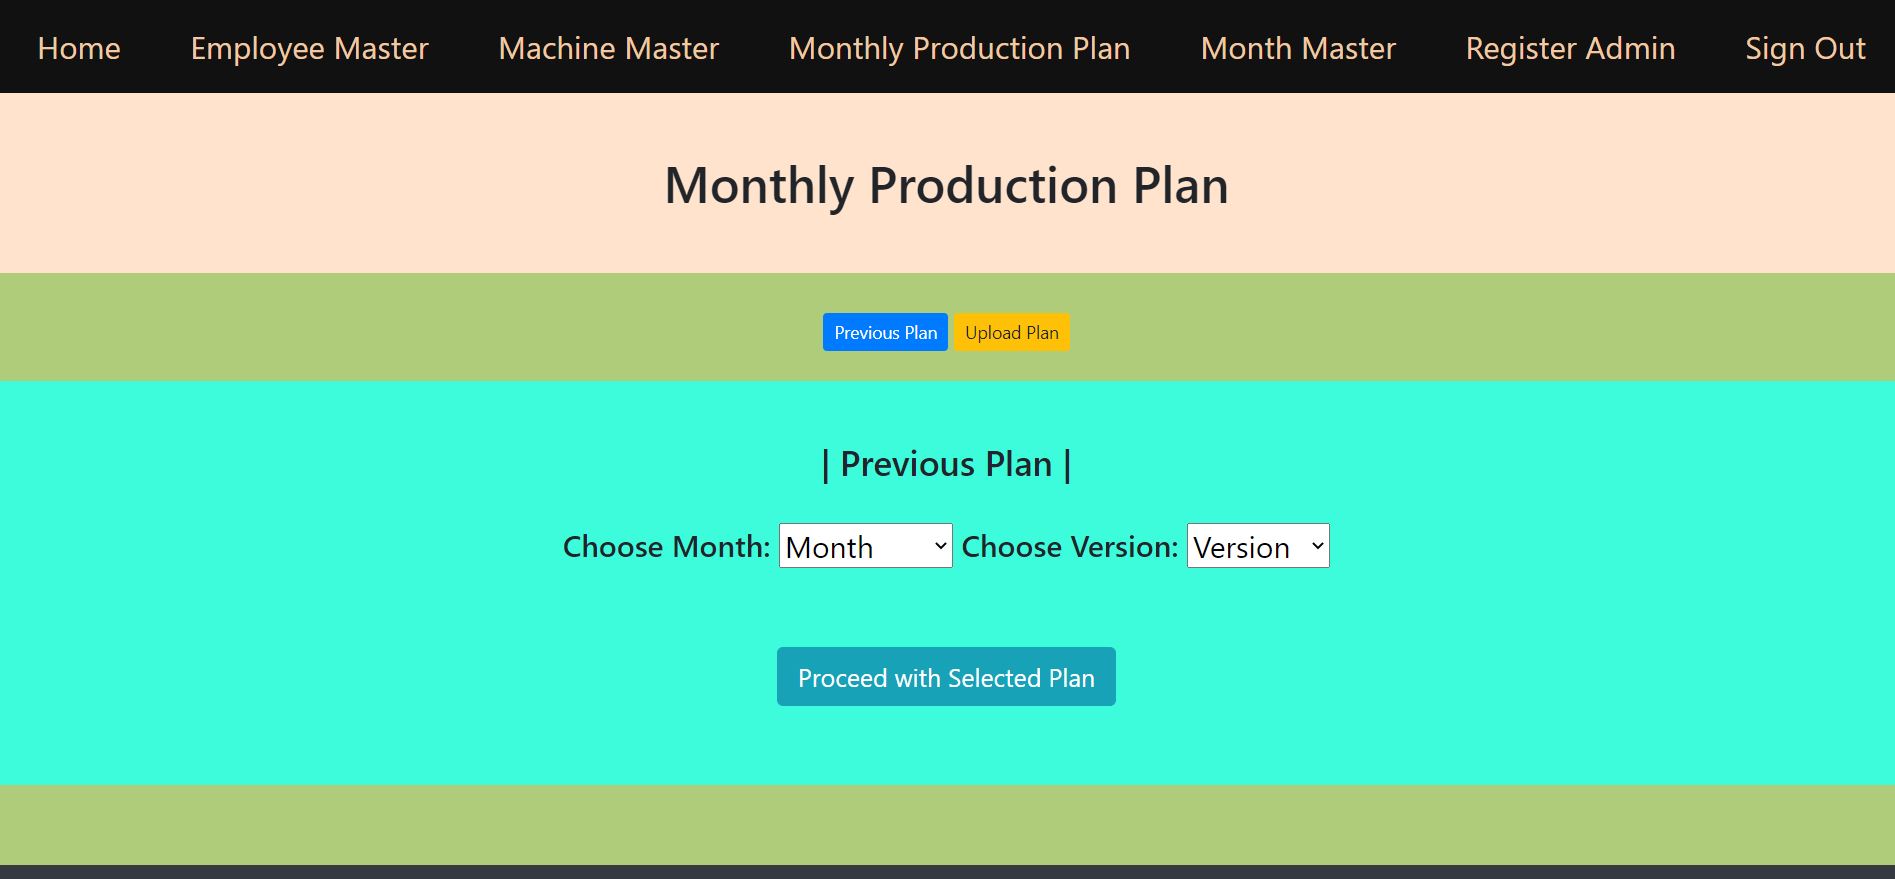 Home Employee Master Machine Master Monthly Production Plan Month Master Register Admin Sign Out
Monthly Production Plan
Previous Plan Upload Plan
| Previous Plan |
Choose Month: Month Choose Version: Version
Proceed with Selected Plan